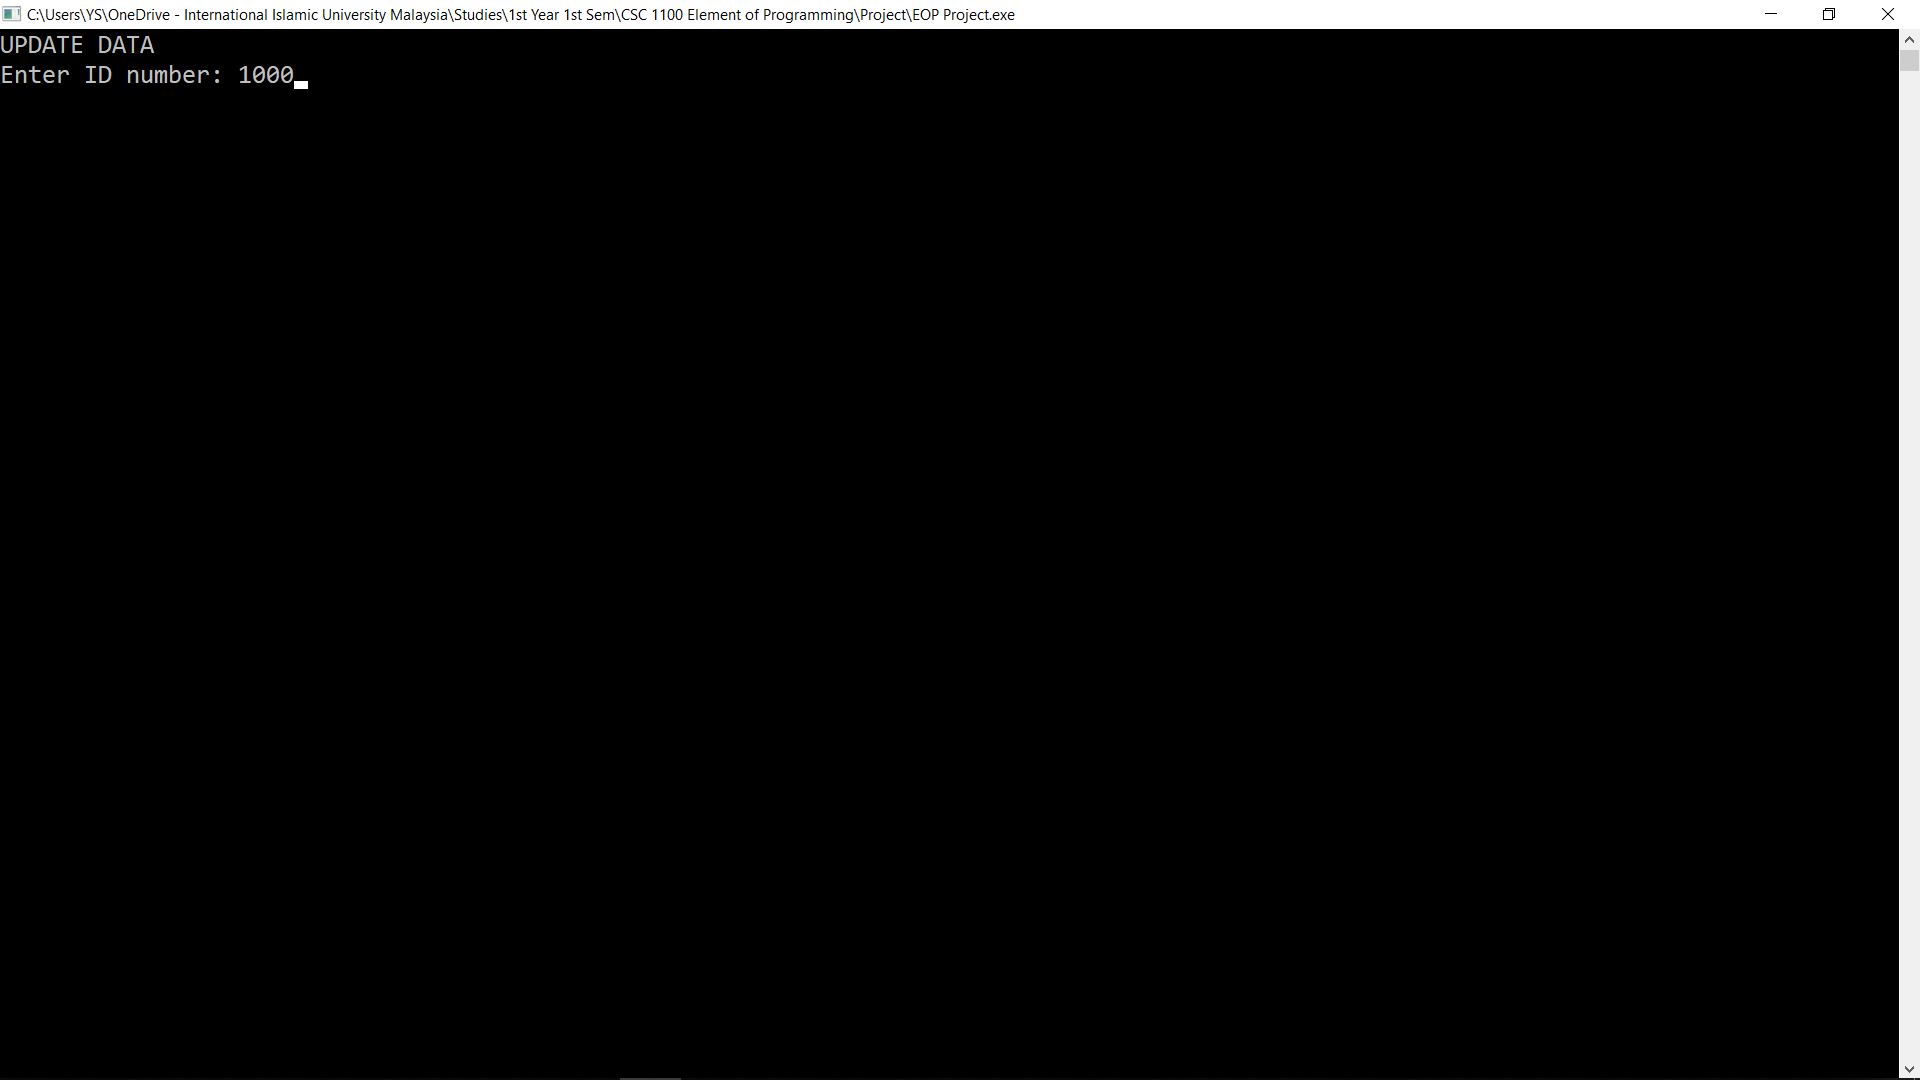 C:\Users\YS\OneDrive - International Islamic University Malaysia\Studies\1st Year 1st Sem\CSC 1100 Element of Programming\Project\EOP Project.exe
UPDATE DATA
Enter ID number: 1000